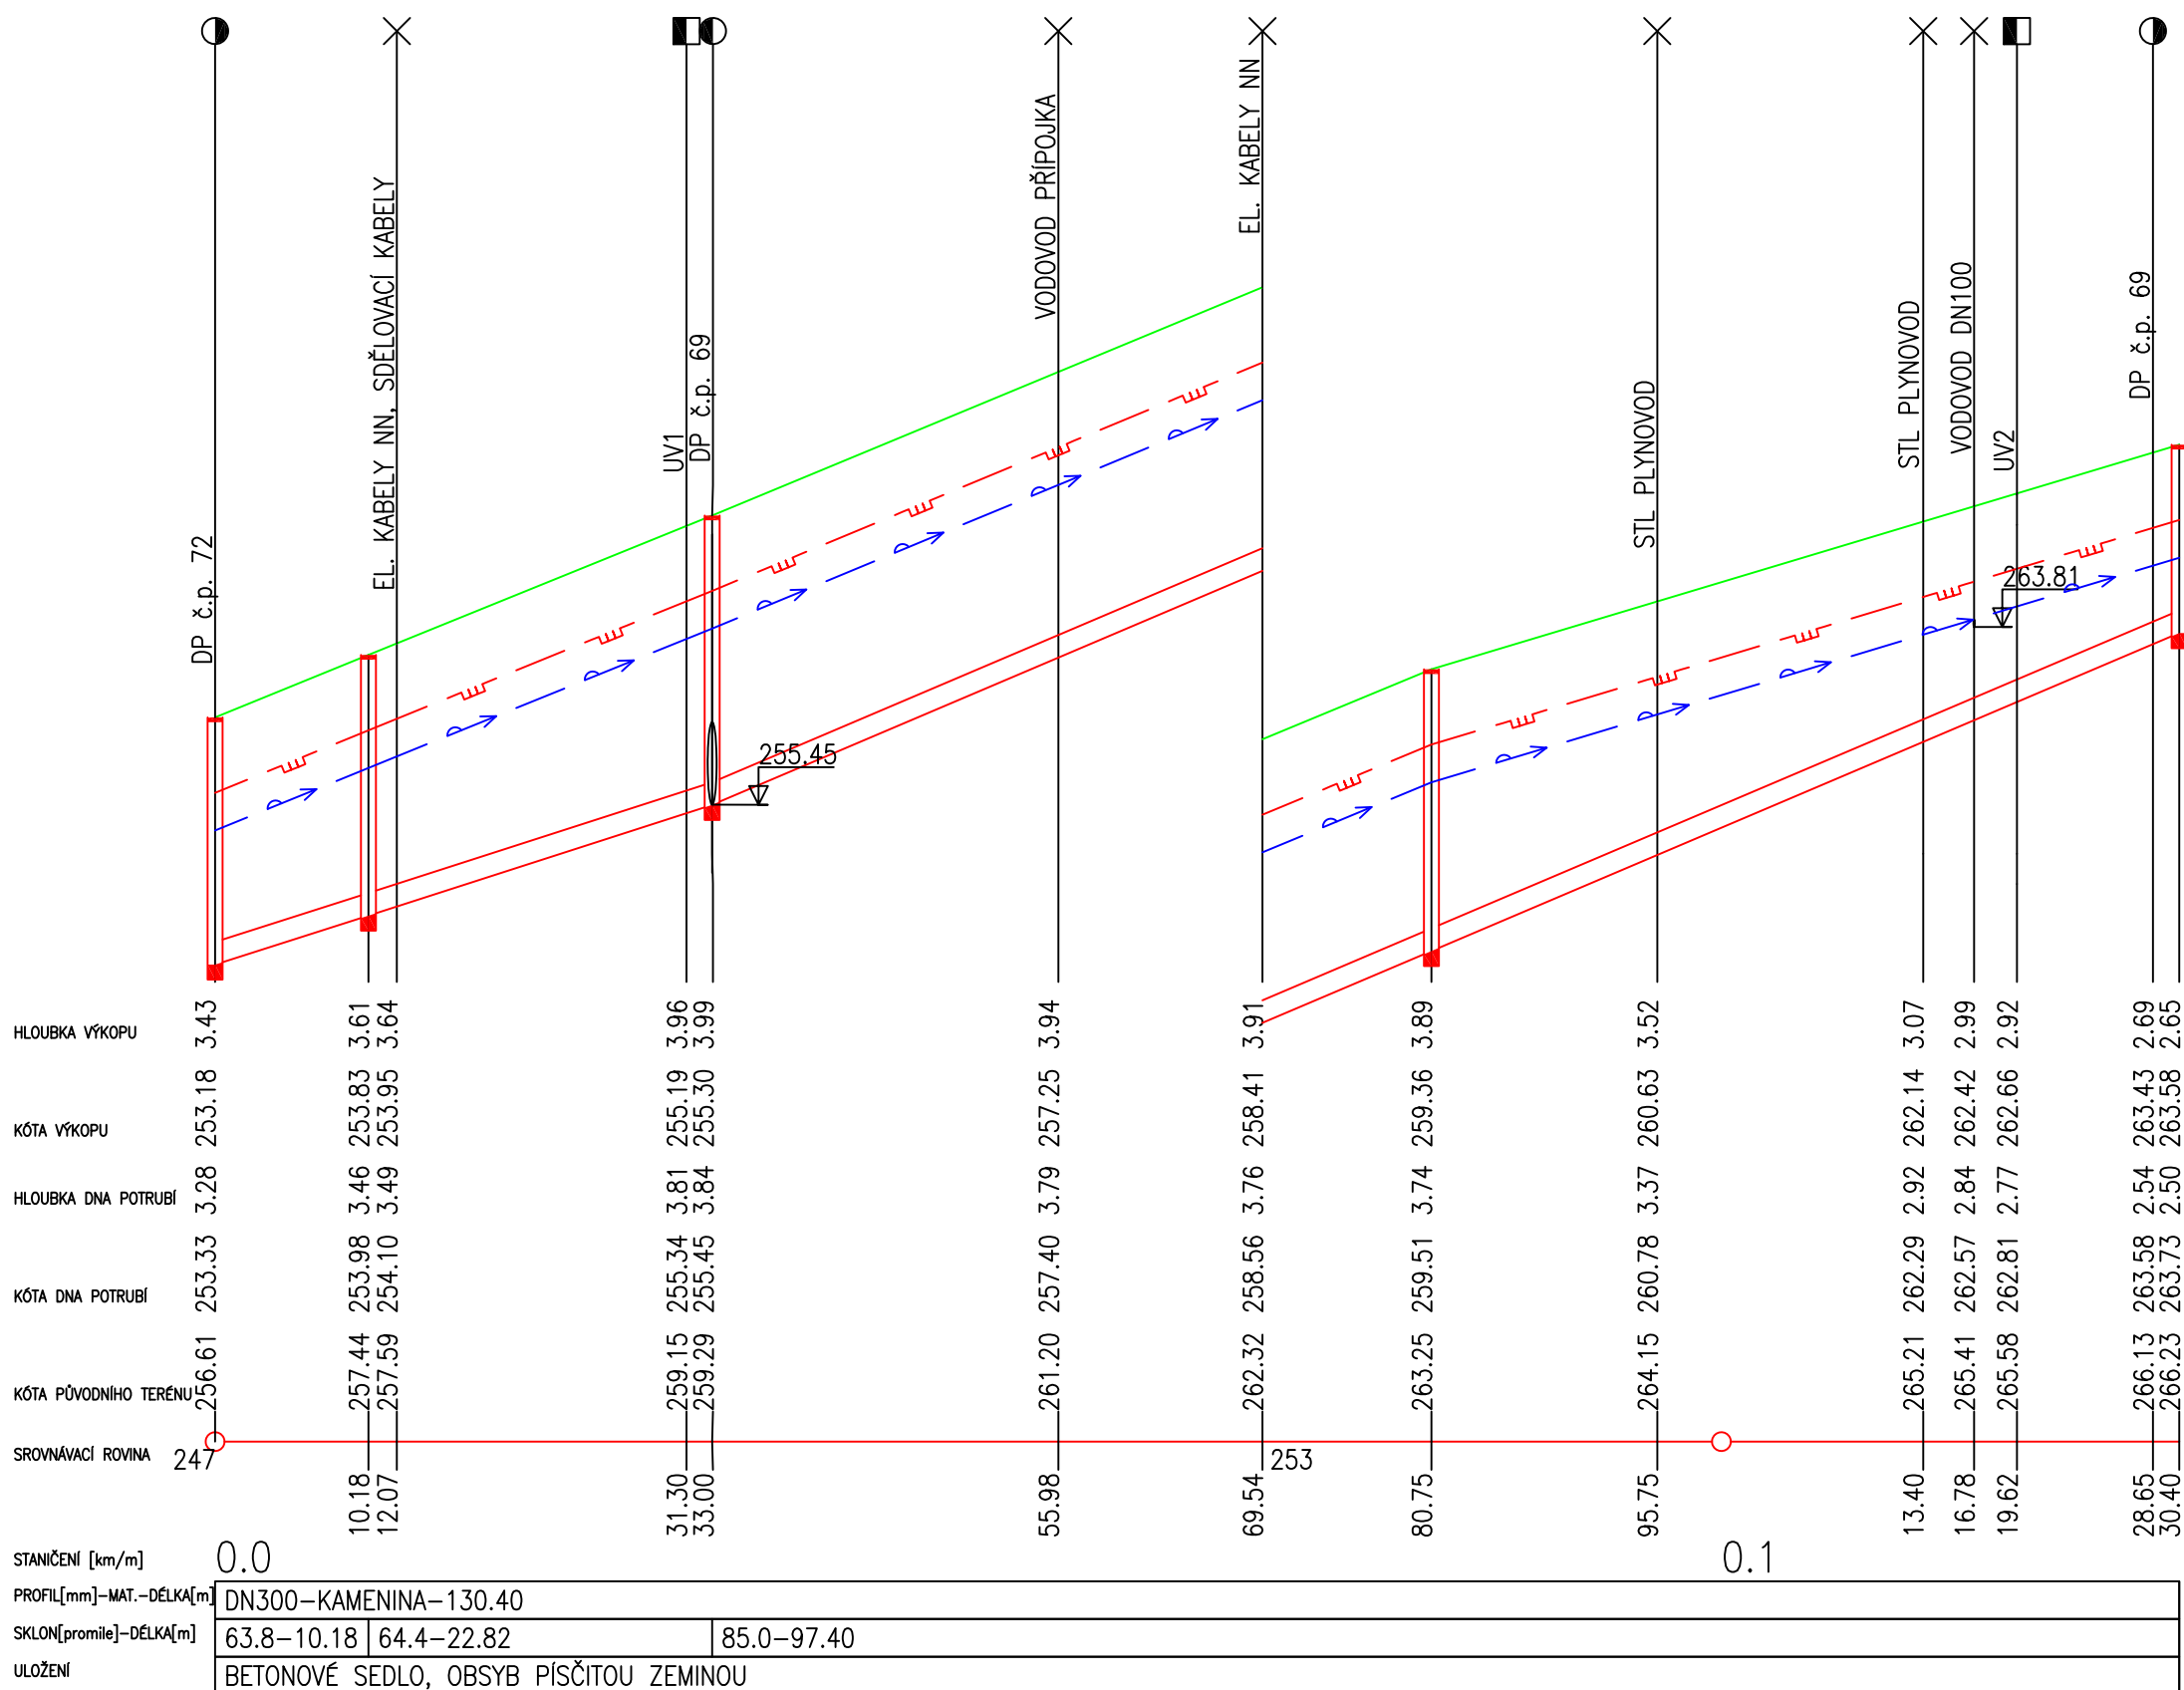 EL. KABELY NN
VODOVOD PŘÍPOJKA
EL. KABELY NN, SDĚLOVACÍ KABELY
VODOVOD DN100
DP č.p. 69
STL PLYNOVOD
DP č.p. 69
STL PLYNOVOD
UV1
UV2
DP č.p. 72
263.81
255.45
HLOUBKA VÝKOPU 3.43 3.61 3.64 3.96 3.99 3.94 3.91 3.89 3.52 3.07 2.99 2.92 2.69 2.65
KÓTA VÝKOPU 253.18 253.83 253.95 255.19 255.30 257.25 258.41 259.36 260.63 262.14 262.42 262.66 263.43 263.58
HLOUBKA DNA POTRUBÍ 3.28 3.46 3.49 3.81 3.84 3.79 3.76 3.74 3.37 2.92 2.84 2.77 2.54 2.50
KÓTA DNA POTRUBÍ 253.33 253.98 254.10 255.34 255.45 257.40 258.56 259.51 260.78 262.29 262.57 262.81 263.58 263.73
KÓTA PŮVODNÍHO TERÉNU 256.61 257.44 257.59 259.15 259.29 261.20 262.32 263.25 264.15 265.21 265.41 265.58 266.13 266.23
SROVNÁVACÍ ROVINA 247 253
10.18 12.07 31.30 33.00 55.98 69.54 80.75 95.75 13.40 16.78 19.62 28.65 30.40
STANIČENÍ [km/m] 0.0 0.1
PROFIL[mm]-MAT.-DÉLKA[m] DN300-KAMENINA-130.40
SKLON[promile]-DÉLKA[m] 63.8-10.18 64.4-22.82 85.0-97.40
ULOŽENÍ BETONOVÉ SEDLO, OBSYB PÍSČITOU ZEMINOU